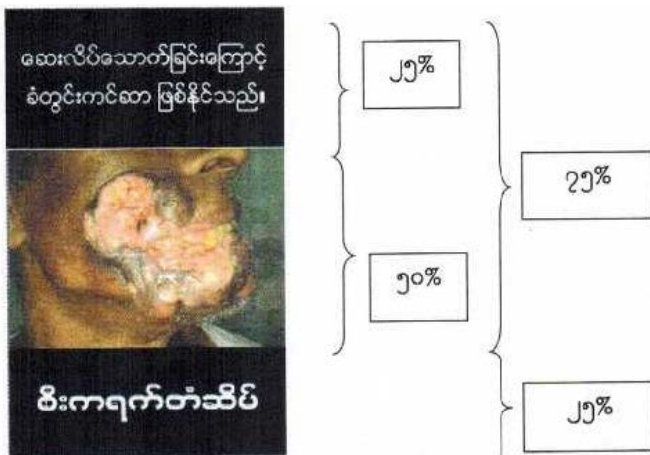 ဆေးလိပ်သောက်ခြင်းကြောင့်
ခံတွင်းကင်ဆာ ဖြစ်နိုင်သည်။
၂၅%
၇၅%
၅၀%
စီးကရက်တံဆိပ်
၂၅%